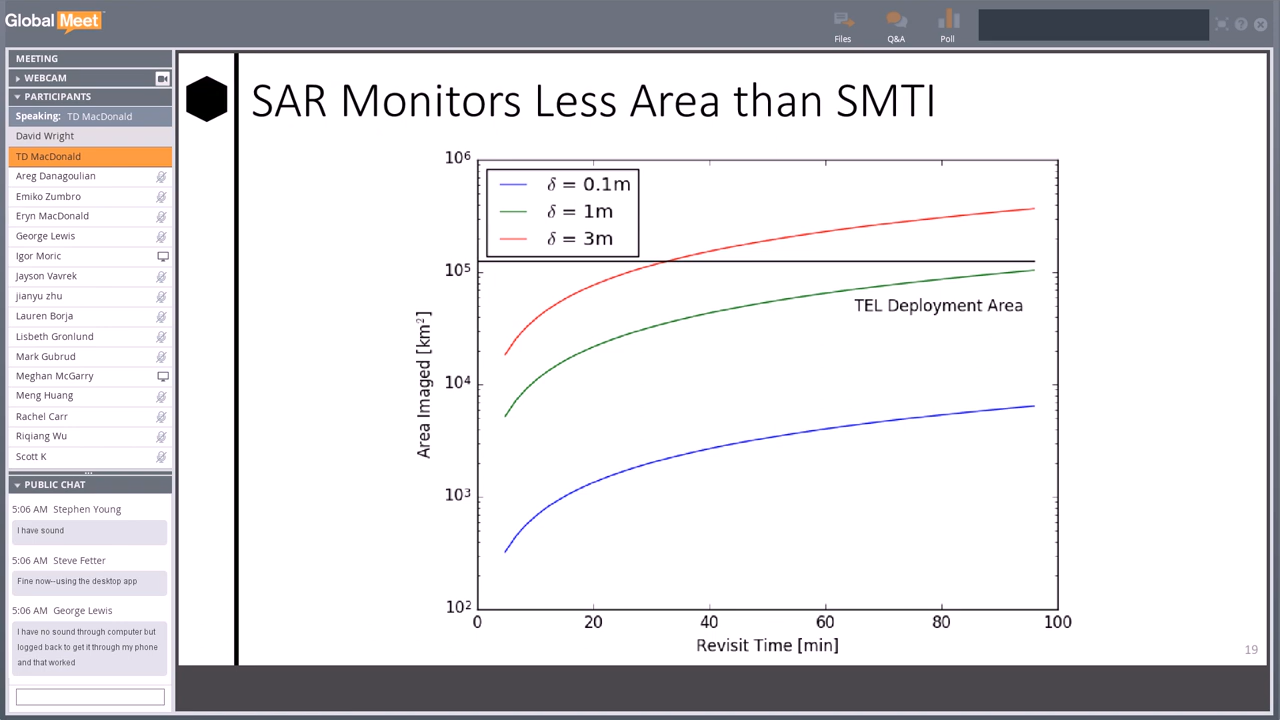 Global Meet
Files
Q&A
Poll
MEETING
WEBCAM
PARTICIPANTS
Speaking: TD MacDonald
David Wright
TD MacDonald
Areg Danagoulian
Emiko Zumbro
Eryn MacDonald
George Lewis
Igor Moric
Jayson Vavrek
jianyu zhu
Lauren Borja
Lisbeth Gronlund
Mark Gubrud
Meghan McGarry
Meng Huang
Rachel Carr
Riqiang Wu
Scott K
PUBLIC CHAT
5:06 AM Stephen Young
I have sound
5:06 AM Steve Fetter
Fine now--using the desktop app
5:06 AM George Lewis
I have no sound through computer but
logged back to get it through my phone
and that worked
SAR Monitors Less Area than SMTI
δ = 0.1m
δ = 1m
δ = 3m
TEL Deployment Area
Area Imaged [km²]
10⁶
10⁵
10⁴
10³
10²
0 20 40 60 80 100
Revisit Time [min]
19